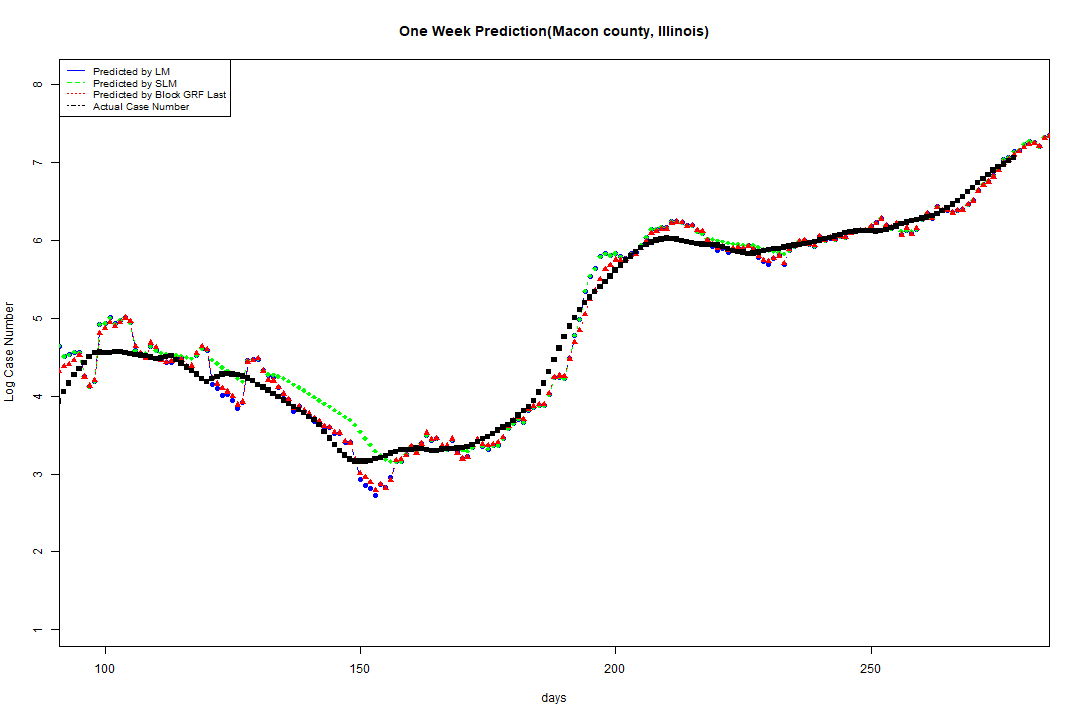 One Week Prediction(Macon county, Illinois)
Predicted by LM
Predicted by SLM
Predicted by Block GRF Last
Actual Case Number
8
7
6
5
4
3
2
1
Log Case Number
100 150 200 250
days